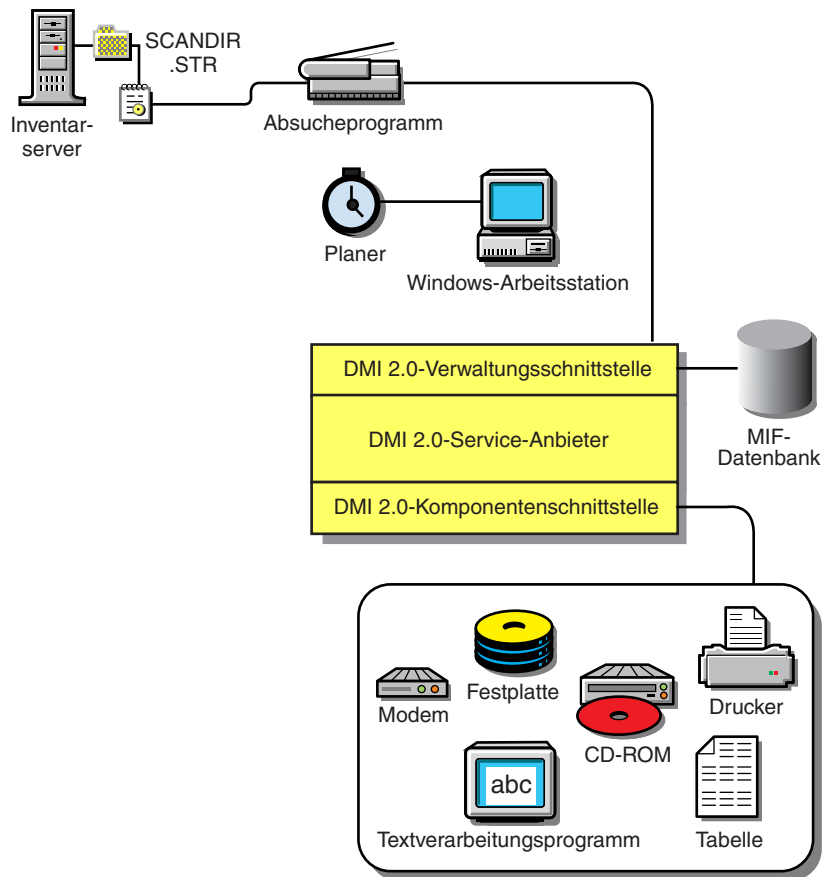 SCANDIR
.STR
Inventar-
server
Absucheprogramm
Planer
Windows-Arbeitsstation
DMI 2.0-Verwaltungsschnittstelle
DMI 2.0-Service-Anbieter
DMI 2.0-Komponentenschnittstelle
MIF-
Datenbank
Modem
Festplatte
CD-ROM
Drucker
abc
Textverarbeitungsprogramm
Tabelle